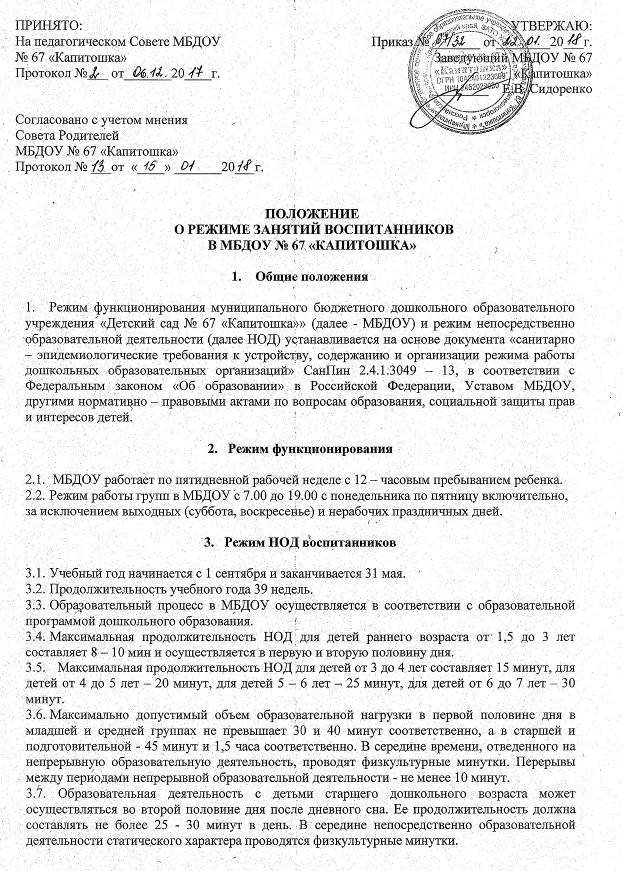 ПРИНЯТО:
На педагогическом Совете МБДОУ
№ 67 «Капитошка»
Протокол № 2 от 06.12. 2017 г.
УТВЕРЖАЮ:
Приказ № 07/32 от 22.01. 2018 г.
Заведующий МБДОУ № 67
«Капитошка»
Е.В. Сидоренко
Согласовано с учетом мнения
Совета Родителей
МБДОУ № 67 «Капитошка»
Протокол № 13 от « 15 » 01 2018 г.
ПОЛОЖЕНИЕ
О РЕЖИМЕ ЗАНЯТИЙ ВОСПИТАННИКОВ
В МБДОУ № 67 «КАПИТОШКА»
1. Общие положения
1. Режим функционирования муниципального бюджетного дошкольного образовательного
учреждения «Детский сад № 67 «Капитошка»» (далее - МБДОУ) и режим непосредственно
образовательной деятельности (далее НОД) устанавливается на основе документа «санитарно
– эпидемиологические требования к устройству, содержанию и организации режима работы
дошкольных образовательных организаций» СанПин 2.4.1.3049 – 13, в соответствии с
Федеральным законом «Об образовании» в Российской Федерации, Уставом МБДОУ,
другими нормативно – правовыми актами по вопросам образования, социальной защиты прав
и интересов детей.
2. Режим функционирования
2.1. МБДОУ работает по пятидневной рабочей неделе с 12 – часовым пребыванием ребенка.
2.2. Режим работы групп в МБДОУ с 7.00 до 19.00 с понедельника по пятницу включительно,
за исключением выходных (суббота, воскресенье) и нерабочих праздничных дней.
3. Режим НОД воспитанников
3.1. Учебный год начинается с 1 сентября и заканчивается 31 мая.
3.2. Продолжительность учебного года 39 недель.
3.3. Образовательный процесс в МБДОУ осуществляется в соответствии с образовательной
программой дошкольного образования.
3.4. Максимальная продолжительность НОД для детей раннего возраста от 1,5 до 3 лет
составляет 8 – 10 мин и осуществляется в первую и вторую половину дня.
3.5. Максимальная продолжительность НОД для детей от 3 до 4 лет составляет 15 минут, для
детей от 4 до 5 лет – 20 минут, для детей 5 – 6 лет – 25 минут, для детей от 6 до 7 лет – 30
минут.
3.6. Максимально допустимый объем образовательной нагрузки в первой половине дня в
младшей и средней группах не превышает 30 и 40 минут соответственно, а в старшей и
подготовительной - 45 минут и 1,5 часа соответственно. В середине времени, отведенного на
непрерывную образовательную деятельность, проводят физкультурные минутки. Перерывы
между периодами непрерывной образовательной деятельности - не менее 10 минут.
3.7. Образовательная деятельность с детьми старшего дошкольного возраста может
осуществляться во второй половине дня после дневного сна. Ее продолжительность должна
составлять не более 25 - 30 минут в день. В середине непосредственно образовательной
деятельности статического характера проводятся физкультурные минутки.